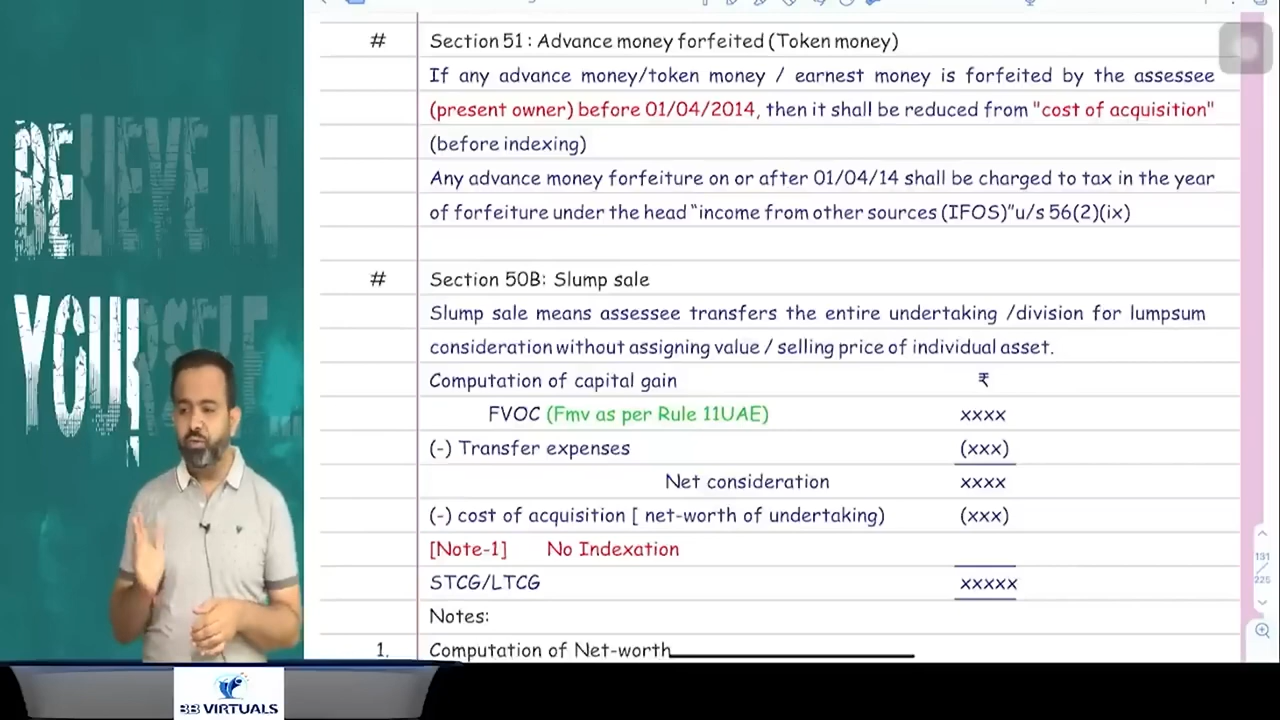 BELIEVE IN
YOURSELF...
# Section 51 : Advance money forfeited (Token money)
If any advance money/token money / earnest money is forfeited by the assessee
(present owner) before 01/04/2014, then it shall be reduced from "cost of acquisition"
(before indexing)
Any advance money forfeiture on or after 01/04/14 shall be charged to tax in the year
of forfeiture under the head “income from other sources (IFOS)”u/s 56(2)(ix)
# Section 50B: Slump sale
Slump sale means assessee transfers the entire undertaking /division for lumpsum
consideration without assigning value / selling price of individual asset.
Computation of capital gain ₹
FVOC (Fmv as per Rule 11UAE) xxxx
(-) Transfer expenses (xxx)
Net consideration xxxx
(-) cost of acquisition [ net-worth of undertaking) (xxx)
[Note-1] No Indexation
STCG/LTCG xxxxx
Notes:
1. Computation of Net-worth
131
/
225
BB VIRTUALS